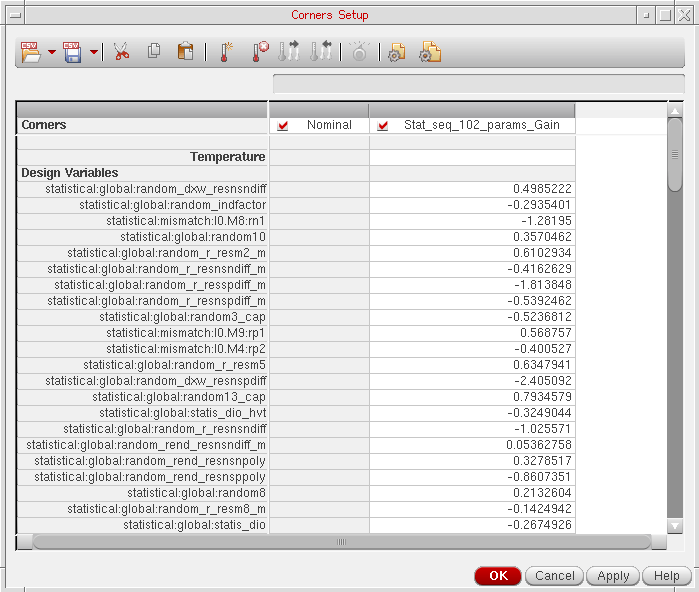 Corners Setup
CSV CSV
Corners Nominal Stat_seq_102_params_Gain
Temperature
Design Variables
statistical:global:random_dxw_resnsndiff 0.4985222
statistical:global:random_indfactor -0.2935401
statistical:mismatch:I0.M8:rn1 -1.28195
statistical:global:random10 0.3570462
statistical:global:random_r_resm2_m 0.6102934
statistical:global:random_r_resnsndiff_m -0.4162629
statistical:global:random_r_resspdiff_m -1.813848
statistical:global:random_r_resnspdiff_m -0.5392462
statistical:global:random3_cap -0.5236812
statistical:mismatch:I0.M9:rp1 0.568757
statistical:mismatch:I0.M4:rp2 -0.400527
statistical:global:random_r_resm5 0.6347941
statistical:global:random_dxw_resnspdiff -2.405092
statistical:global:random13_cap 0.7934579
statistical:global:statis_dio_hvt -0.3249044
statistical:global:random_r_resnsndiff -1.025571
statistical:global:random_rend_resnsndiff_m 0.05362758
statistical:global:random_rend_resnsnpoly 0.3278517
statistical:global:random_rend_resnsppoly -0.8607351
statistical:global:random8 0.2132604
statistical:global:random_r_resm8_m -0.1424942
statistical:global:statis_dio -0.2674926
OK Cancel Apply Help